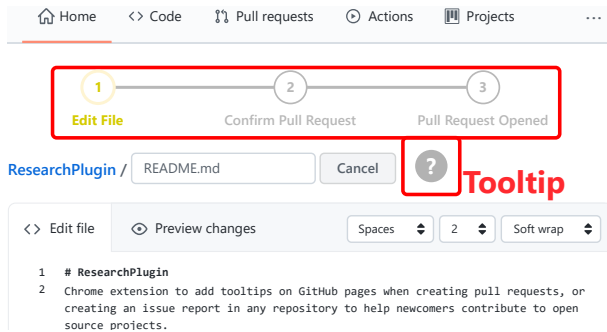 Home Code Pull requests Actions Projects ...
1 2 3
Edit File Confirm Pull Request Pull Request Opened
ResearchPlugin / README.md Cancel ? Tooltip
<> Edit file Preview changes Spaces 2 Soft wrap
1 # ResearchPlugin
2 Chrome extension to add tooltips on GitHub pages when creating pull requests, or
creating an issue report in any repository to help newcomers contribute to open
source projects.